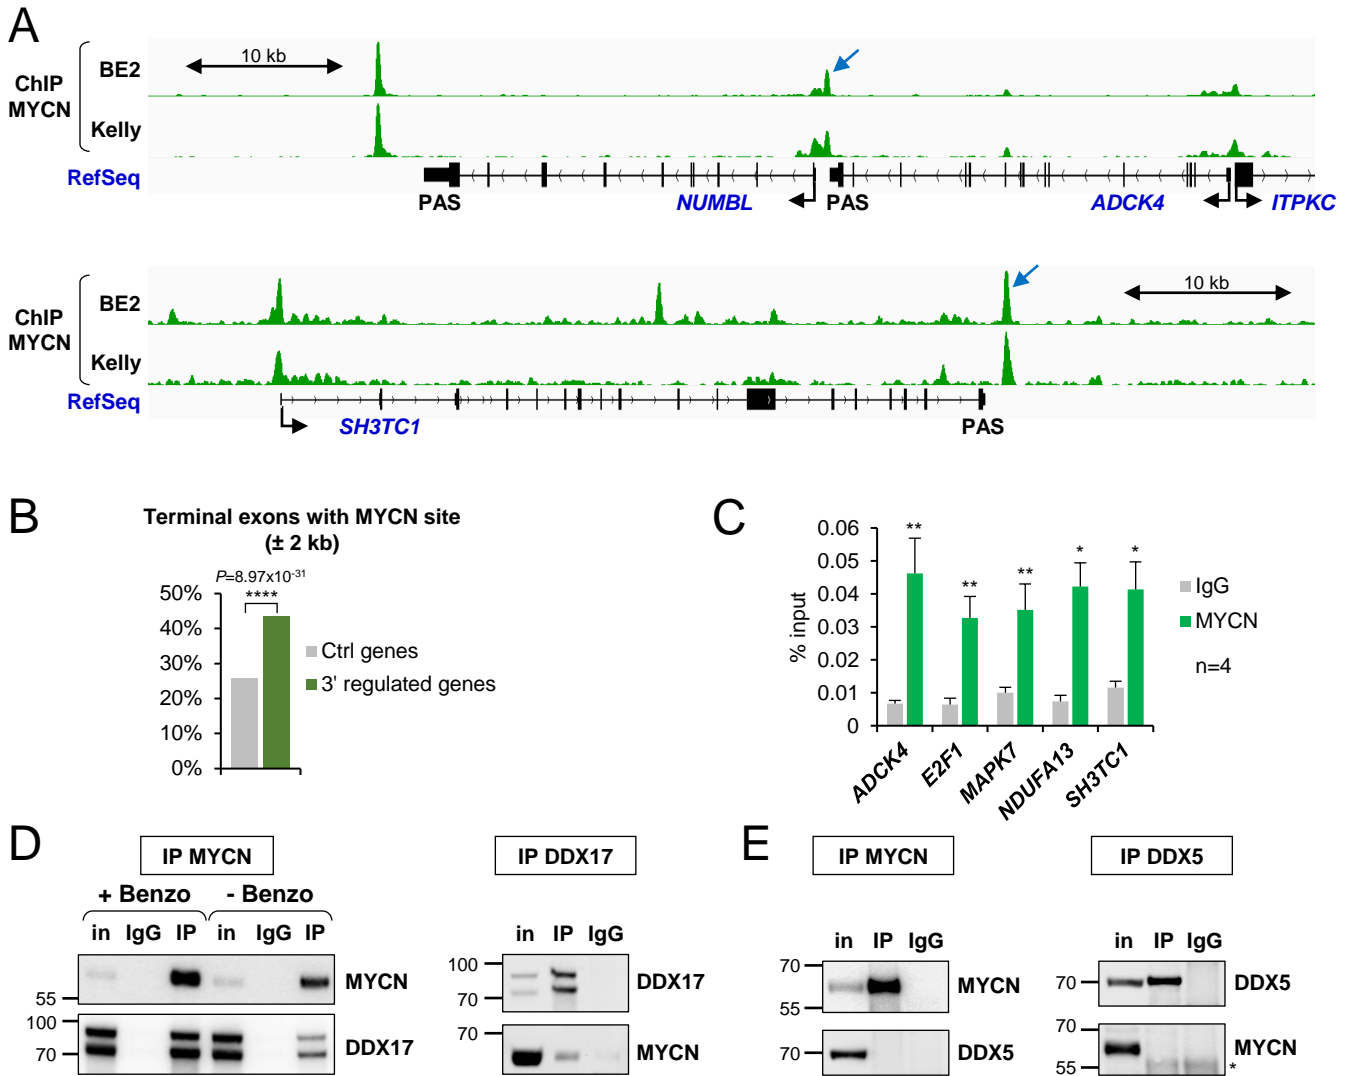 A
ChIP
MYCN
BE2
Kelly
10 kb
RefSeq
PAS
NUMBL
PAS
ADCK4
ITPKC
ChIP
MYCN
BE2
Kelly
10 kb
RefSeq
SH3TC1
PAS
B
Terminal exons with MYCN site
(± 2 kb)
P=8.97x10-31
****
50%
40%
30%
20%
10%
0%
Ctrl genes
3' regulated genes
C
% input
0.06
0.05
0.04
0.03
0.02
0.01
0
** ** ** * *
ADCK4 E2F1 MAPK7 NDUFA13 SH3TC1
IgG
MYCN
n=4
D
IP MYCN
+ Benzo - Benzo
in IgG IP in IgG IP
MYCN
55
100
70
DDX17
IP DDX17
in IP IgG
100
70
DDX17
70
MYCN
E
IP MYCN
in IP IgG
70
55
MYCN
70
DDX5
IP DDX5
in IP IgG
70
DDX5
70
55
MYCN
*